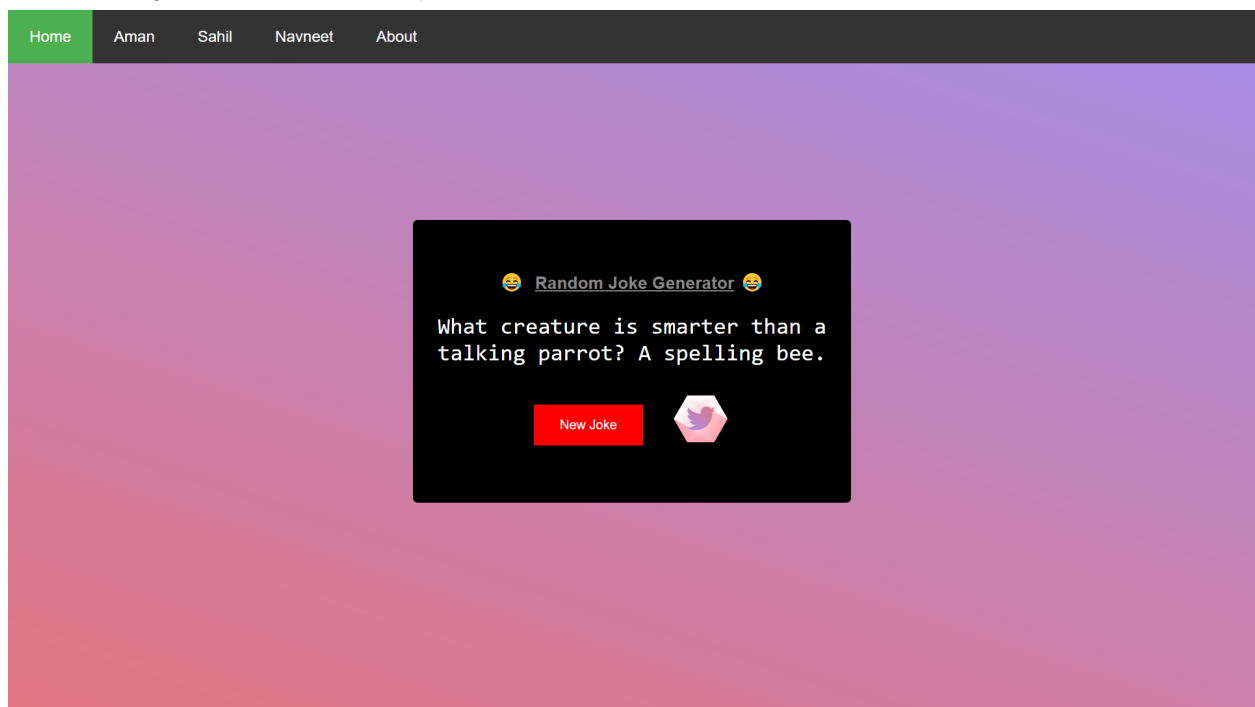 Home Aman Sahil Navneet About
😂 Random Joke Generator 😂
What creature is smarter than a
talking parrot? A spelling bee.
New Joke